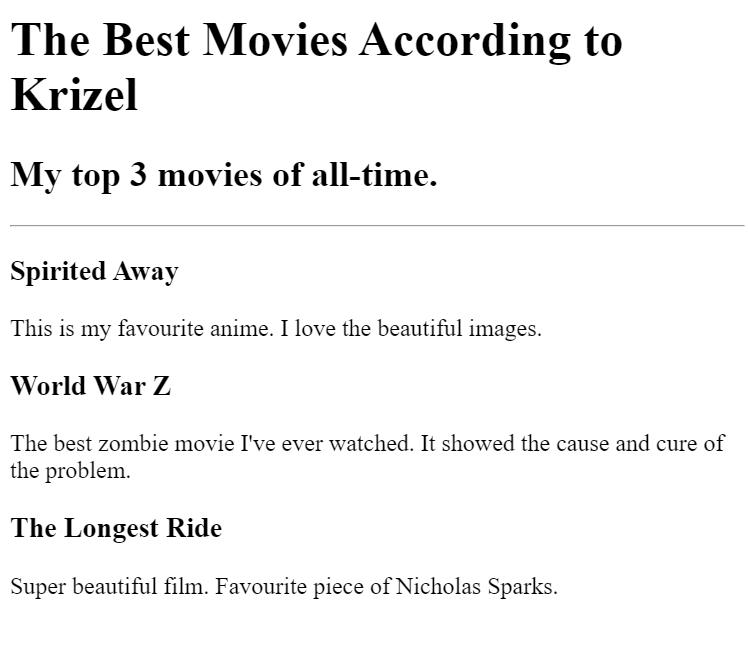 The Best Movies According to
Krizel
My top 3 movies of all-time.
Spirited Away
This is my favourite anime. I love the beautiful images.
World War Z
The best zombie movie I've ever watched. It showed the cause and cure of
the problem.
The Longest Ride
Super beautiful film. Favourite piece of Nicholas Sparks.